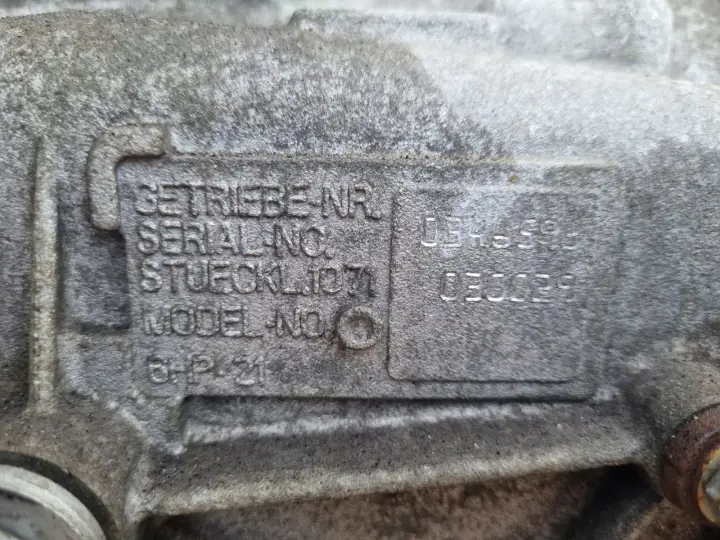 GETRIEBE-NR.
SERIAL-NO.
STUECKL.1071
MODEL-NO.
6HP-21
030029